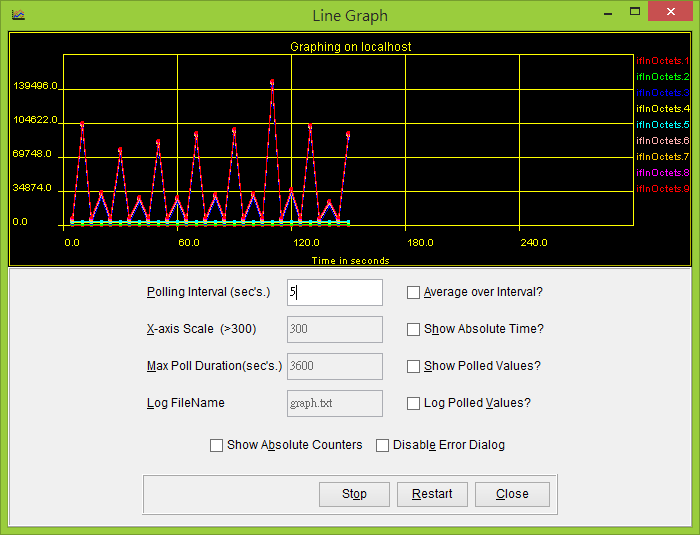 Line Graph
Graphing on localhost
139496.0
104622.0
69748.0
34874.0
0.0
0.0 60.0 120.0 180.0 240.0
Time in seconds
ifInOctets.1
ifInOctets.2
ifInOctets.3
ifInOctets.4
ifInOctets.5
ifInOctets.6
ifInOctets.7
ifInOctets.8
ifInOctets.9
Polling Interval (sec's.) 5 Average over Interval?
X-axis Scale (>300) 300 Show Absolute Time?
Max Poll Duration(sec's.) 3600 Show Polled Values?
Log FileName graph.txt Log Polled Values?
Show Absolute Counters Disable Error Dialog
Stop Restart Close